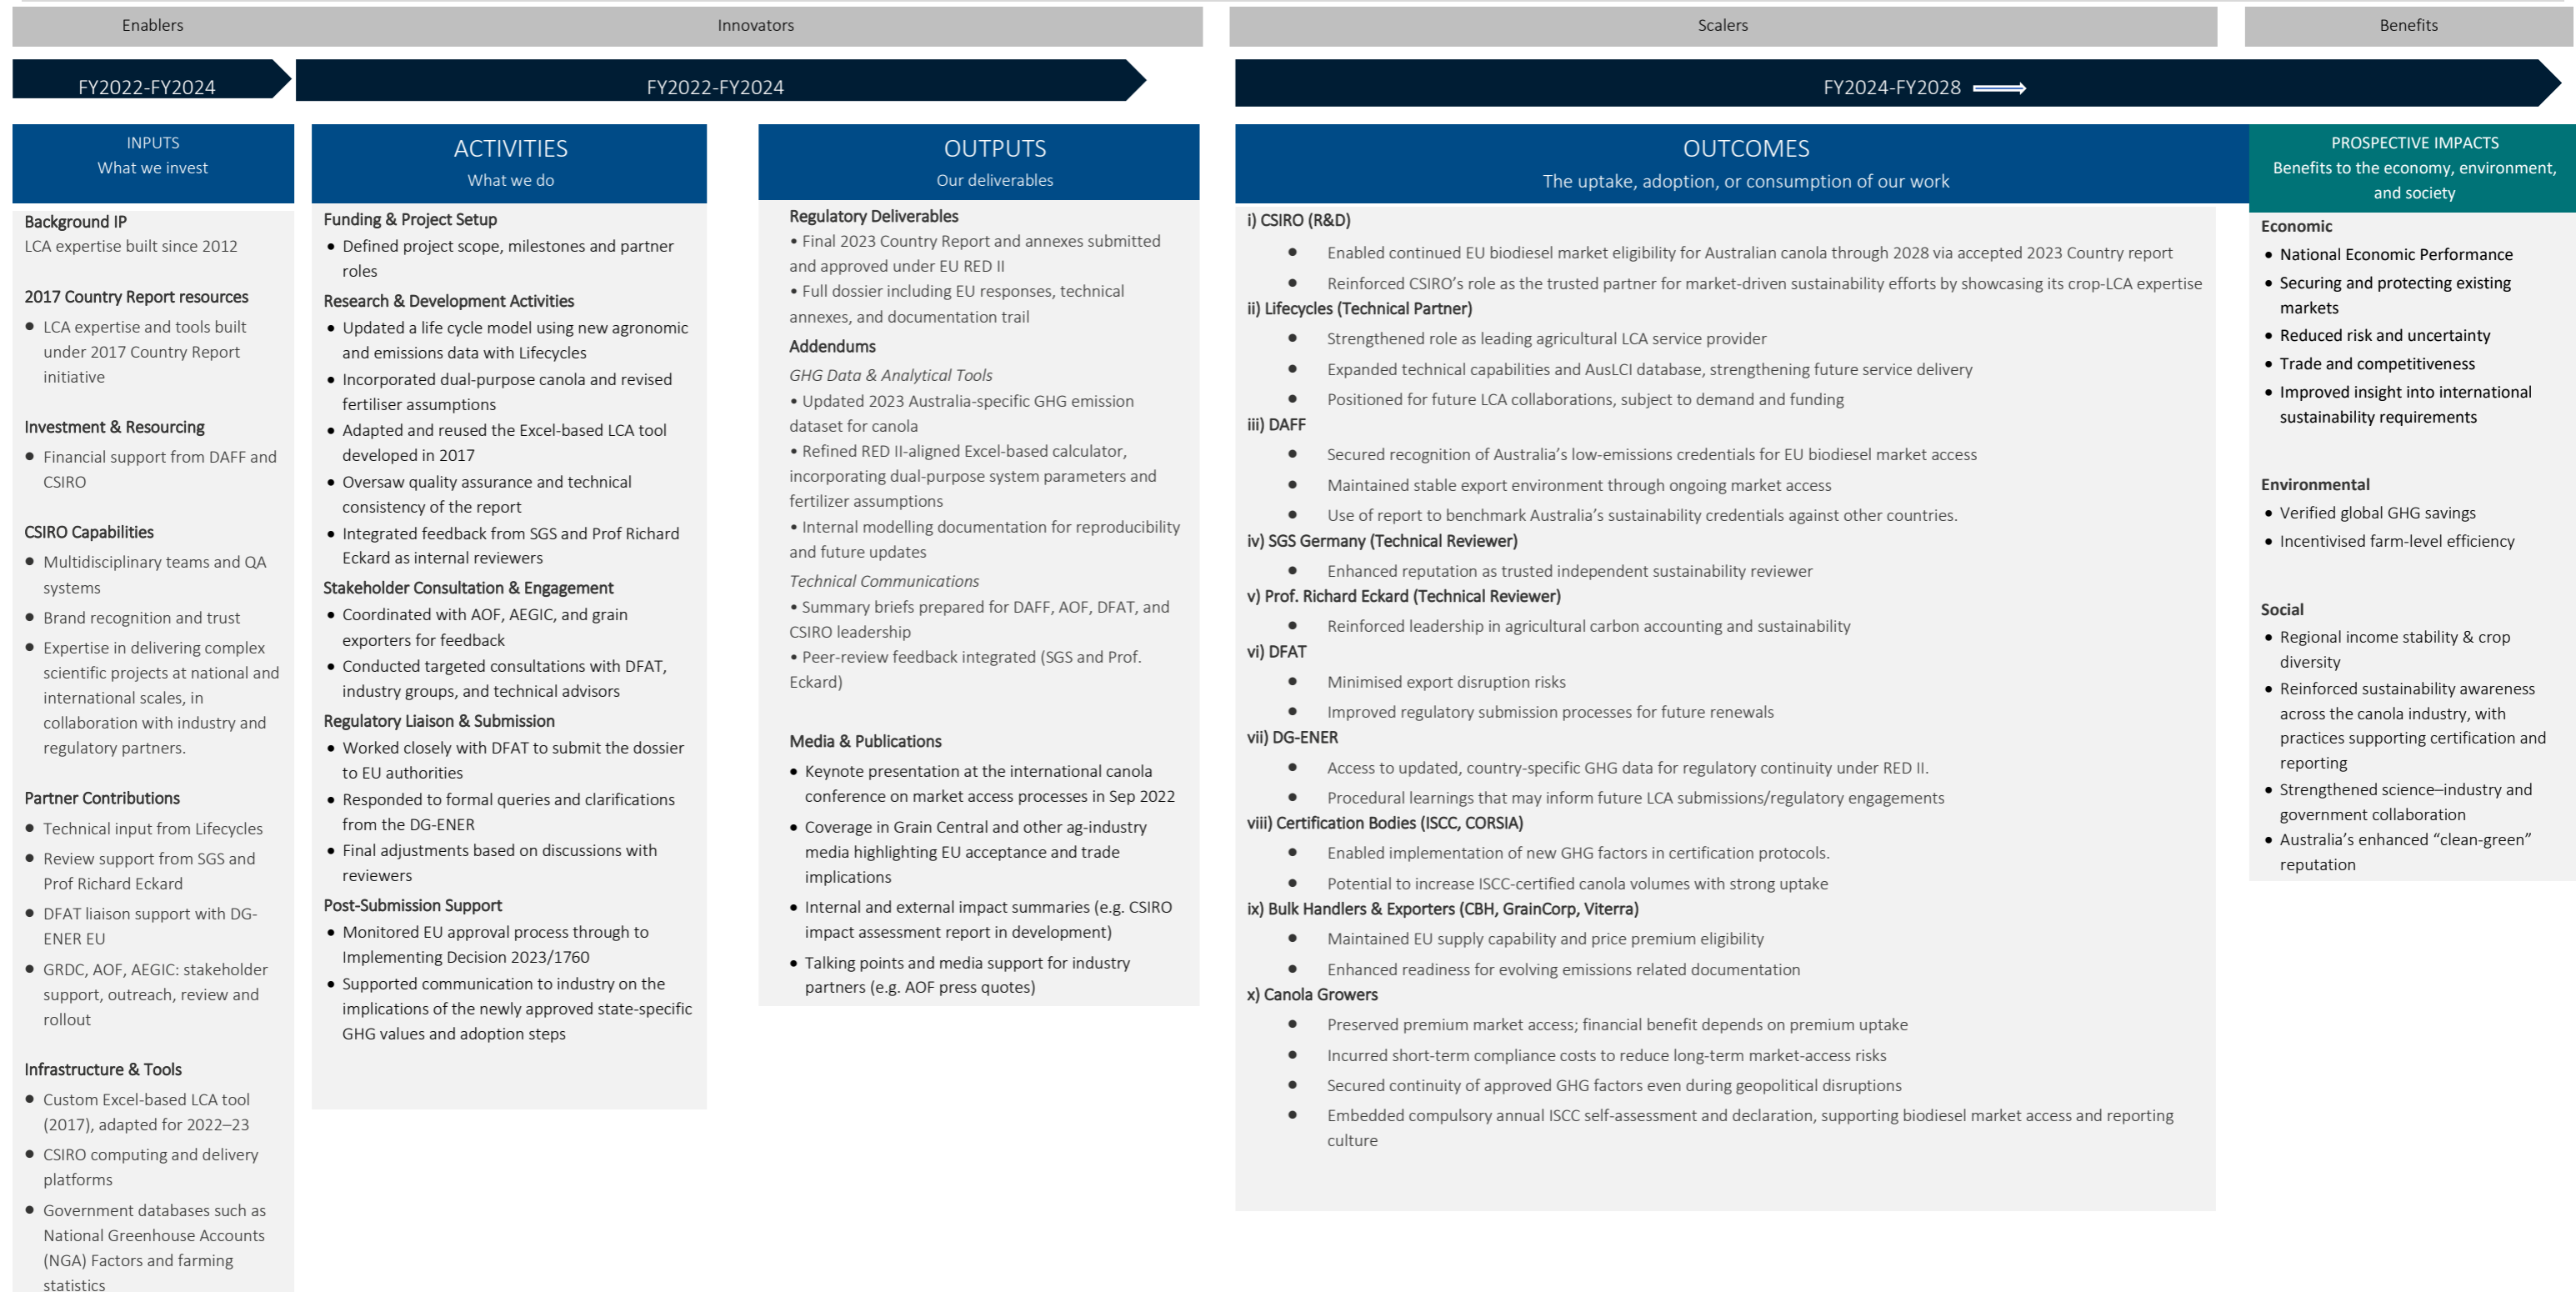 Enablers
Innovators
Scalers
Benefits
FY2022-FY2024
FY2022-FY2024
FY2024-FY2028
INPUTS
What we invest
Background IP
LCA expertise built since 2012
2017 Country Report resources
● LCA expertise and tools built
under 2017 Country Report
initiative
Investment & Resourcing
● Financial support from DAFF and
CSIRO
CSIRO Capabilities
● Multidisciplinary teams and QA
systems
● Brand recognition and trust
● Expertise in delivering complex
scientific projects at national and
international scales, in
collaboration with industry and
regulatory partners.
Partner Contributions
● Technical input from Lifecycles
● Review support from SGS and
Prof Richard Eckard
● DFAT liaison support with DG-
ENER EU
● GRDC, AOF, AEGIC: stakeholder
support, outreach, review and
rollout
Infrastructure & Tools
● Custom Excel-based LCA tool
(2017), adapted for 2022–23
● CSIRO computing and delivery
platforms
● Government databases such as
National Greenhouse Accounts
(NGA) Factors and farming
statistics
ACTIVITIES
What we do
Funding & Project Setup
● Defined project scope, milestones and partner
roles
Research & Development Activities
● Updated a life cycle model using new agronomic
and emissions data with Lifecycles
● Incorporated dual-purpose canola and revised
fertiliser assumptions
● Adapted and reused the Excel-based LCA tool
developed in 2017
● Oversaw quality assurance and technical
consistency of the report
● Integrated feedback from SGS and Prof Richard
Eckard as internal reviewers
Stakeholder Consultation & Engagement
● Coordinated with AOF, AEGIC, and grain
exporters for feedback
● Conducted targeted consultations with DFAT,
industry groups, and technical advisors
Regulatory Liaison & Submission
● Worked closely with DFAT to submit the dossier
to EU authorities
● Responded to formal queries and clarifications
from the DG-ENER
● Final adjustments based on discussions with
reviewers
Post-Submission Support
● Monitored EU approval process through to
Implementing Decision 2023/1760
● Supported communication to industry on the
implications of the newly approved state-specific
GHG values and adoption steps
OUTPUTS
Our deliverables
Regulatory Deliverables
• Final 2023 Country Report and annexes submitted
and approved under EU RED II
• Full dossier including EU responses, technical
annexes, and documentation trail
Addendums
GHG Data & Analytical Tools
• Updated 2023 Australia-specific GHG emission
dataset for canola
• Refined RED II-aligned Excel-based calculator,
incorporating dual-purpose system parameters and
fertilizer assumptions
• Internal modelling documentation for reproducibility
and future updates
Technical Communications
• Summary briefs prepared for DAFF, AOF, DFAT, and
CSIRO leadership
• Peer-review feedback integrated (SGS and Prof.
Eckard)
Media & Publications
● Keynote presentation at the international canola
conference on market access processes in Sep 2022
● Coverage in Grain Central and other ag-industry
media highlighting EU acceptance and trade
implications
● Internal and external impact summaries (e.g. CSIRO
impact assessment report in development)
● Talking points and media support for industry
partners (e.g. AOF press quotes)
OUTCOMES
The uptake, adoption, or consumption of our work
i) CSIRO (R&D)
● Enabled continued EU biodiesel market eligibility for Australian canola through 2028 via accepted 2023 Country report
● Reinforced CSIRO's role as the trusted partner for market-driven sustainability efforts by showcasing its crop-LCA expertise
ii) Lifecycles (Technical Partner)
● Strengthened role as leading agricultural LCA service provider
● Expanded technical capabilities and AusLCI database, strengthening future service delivery
● Positioned for future LCA collaborations, subject to demand and funding
iii) DAFF
● Secured recognition of Australia's low-emissions credentials for EU biodiesel market access
● Maintained stable export environment through ongoing market access
● Use of report to benchmark Australia's sustainability credentials against other countries.
iv) SGS Germany (Technical Reviewer)
● Enhanced reputation as trusted independent sustainability reviewer
v) Prof. Richard Eckard (Technical Reviewer)
● Reinforced leadership in agricultural carbon accounting and sustainability
vi) DFAT
● Minimised export disruption risks
● Improved regulatory submission processes for future renewals
vii) DG-ENER
● Access to updated, country-specific GHG data for regulatory continuity under RED II.
● Procedural learnings that may inform future LCA submissions/regulatory engagements
viii) Certification Bodies (ISCC, CORSIA)
● Enabled implementation of new GHG factors in certification protocols.
● Potential to increase ISCC-certified canola volumes with strong uptake
ix) Bulk Handlers & Exporters (CBH, GrainCorp, Viterra)
● Maintained EU supply capability and price premium eligibility
● Enhanced readiness for evolving emissions related documentation
x) Canola Growers
● Preserved premium market access; financial benefit depends on premium uptake
● Incurred short-term compliance costs to reduce long-term market-access risks
● Secured continuity of approved GHG factors even during geopolitical disruptions
● Embedded compulsory annual ISCC self-assessment and declaration, supporting biodiesel market access and reporting
culture
PROSPECTIVE IMPACTS
Benefits to the economy, environment,
and society
Economic
● National Economic Performance
● Securing and protecting existing
markets
● Reduced risk and uncertainty
● Trade and competitiveness
● Improved insight into international
sustainability requirements
Environmental
● Verified global GHG savings
● Incentivised farm-level efficiency
Social
● Regional income stability & crop
diversity
● Reinforced sustainability awareness
across the canola industry, with
practices supporting certification and
reporting
● Strengthened science–industry and
government collaboration
● Australia's enhanced “clean-green”
reputation